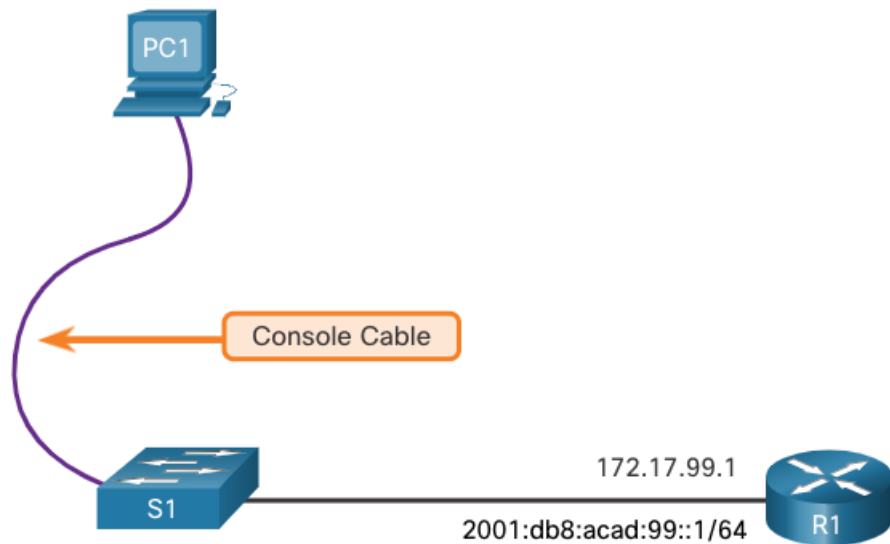 PC1
Console Cable
172.17.99.1
S1
2001:db8:acad:99::1/64
R1